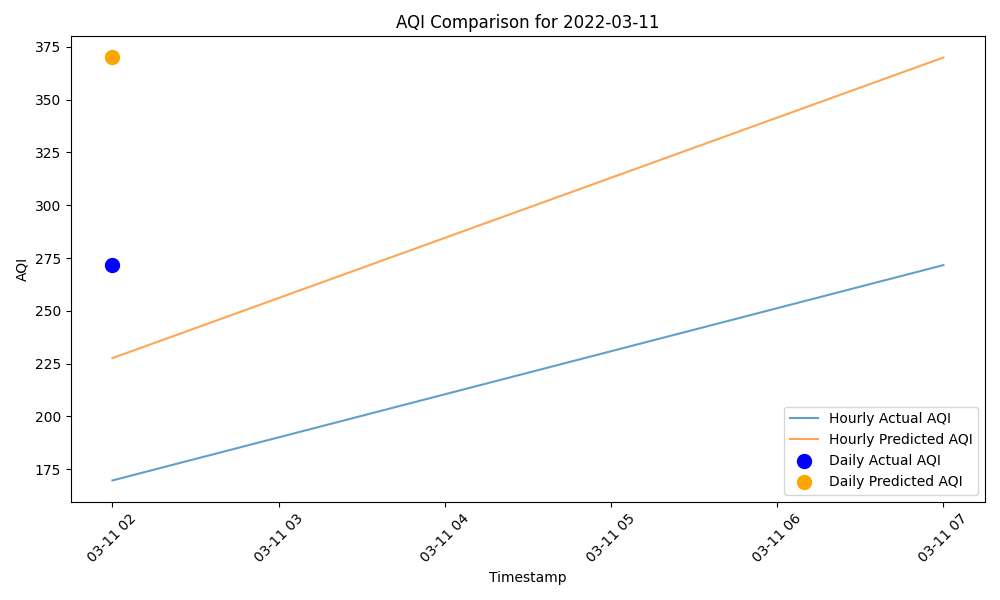 AQI Comparison for 2022-03-11
375
350
325
300
275
250
225
200
175
AQI
Hourly Actual AQI
Hourly Predicted AQI
Daily Actual AQI
Daily Predicted AQI
03-11 02
03-11 03
03-11 04
03-11 05
03-11 06
03-11 07
Timestamp